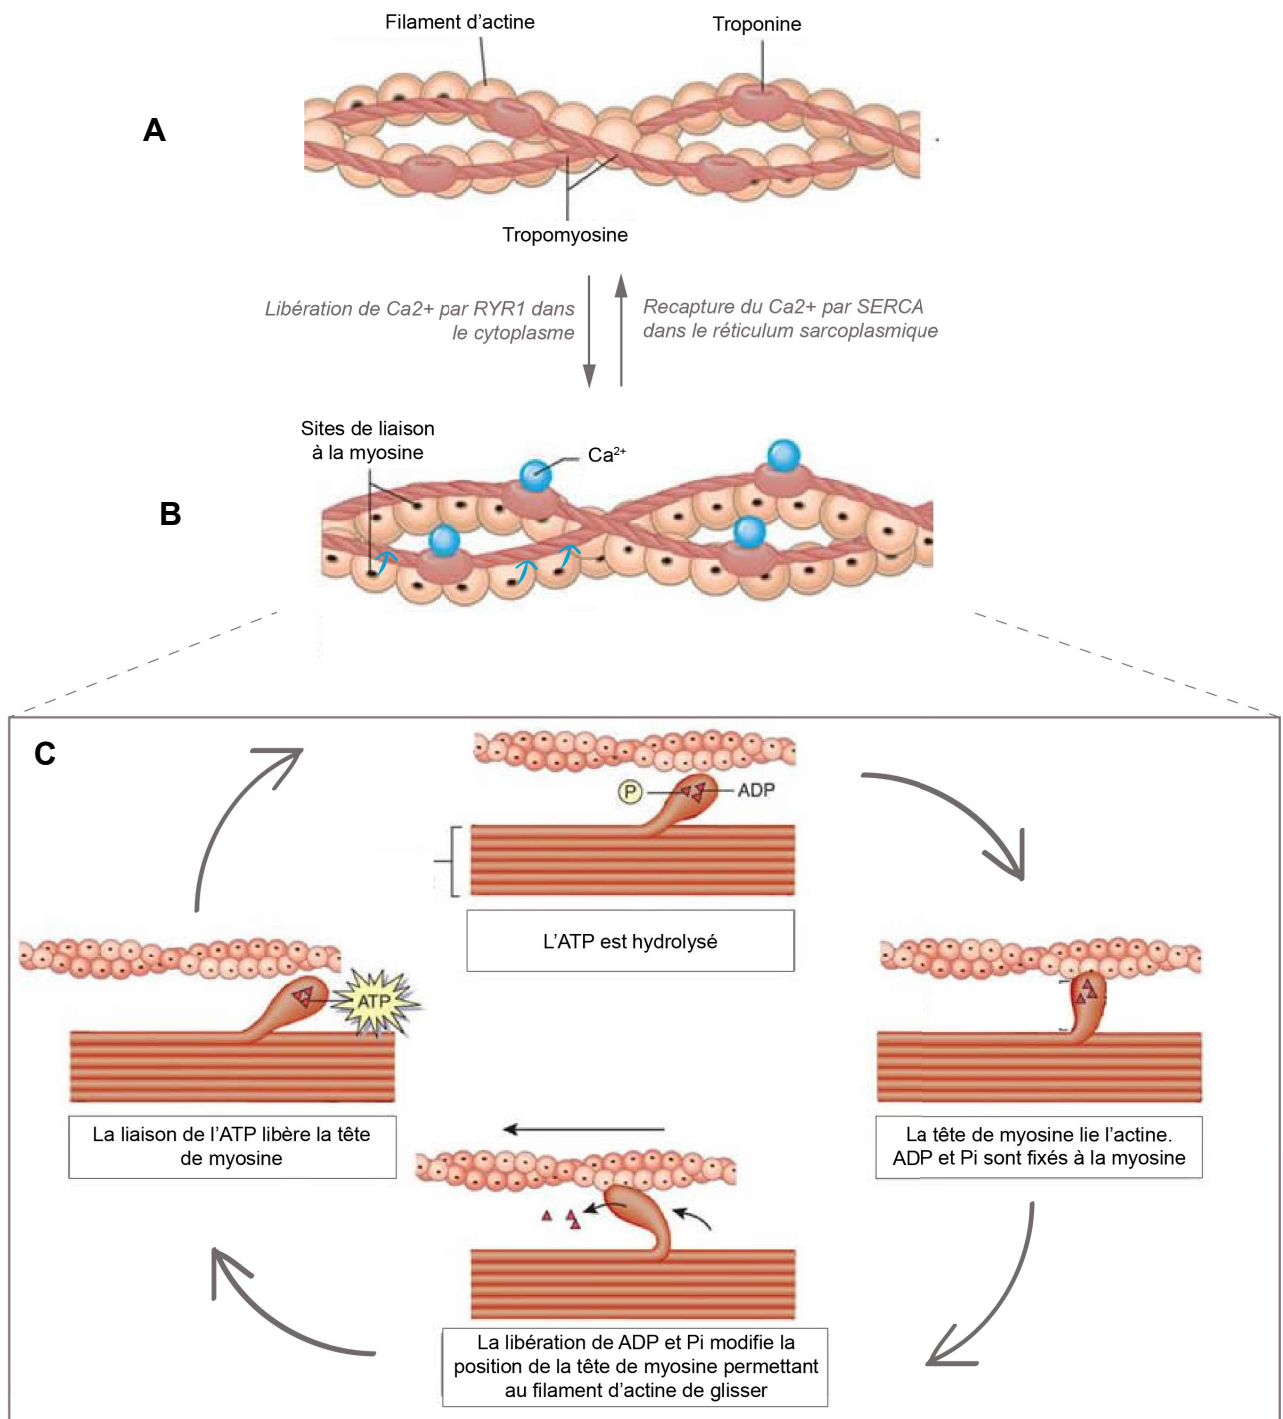 Filament d'actine
Troponine
A
Tropomyosine
Libération de Ca2+ par RYR1 dans
le cytoplasme
Recapture du Ca2+ par SERCA
dans le réticulum sarcoplasmique
Sites de liaison
à la myosine
Ca²⁺
B
C
P
ADP
L'ATP est hydrolysé
ATP
La liaison de l'ATP libère la tête
de myosine
La tête de myosine lie l'actine.
ADP et Pi sont fixés à la myosine
La libération de ADP et Pi modifie la
position de la tête de myosine permettant
au filament d'actine de glisser